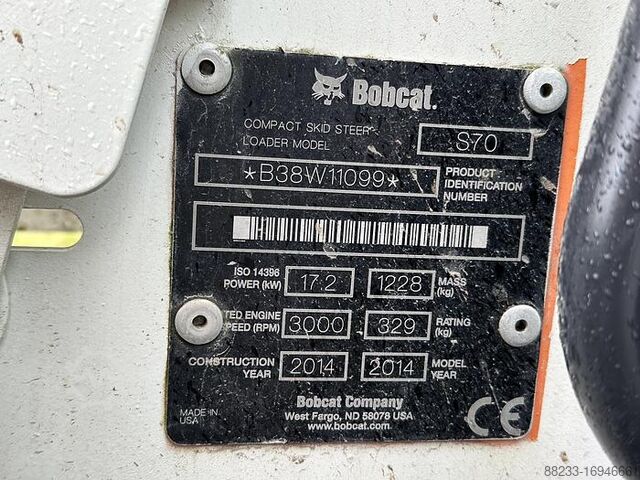 Bobcat.
COMPACT SKID STEER
LOADER MODEL S70
*B38W11099* PRODUCT IDENTIFICATION NUMBER
ISO 14396
POWER (kW) 17.2 1228 MASS (kg)
TED ENGINE
SPEED (RPM) 3000 329 RATING (kg)
CONSTRUCTION YEAR 2014 2014 MODEL YEAR
Bobcat Company
MADE IN USA
West Fargo, ND 58078 USA
www.bobcat.com
CE
88233-16946661